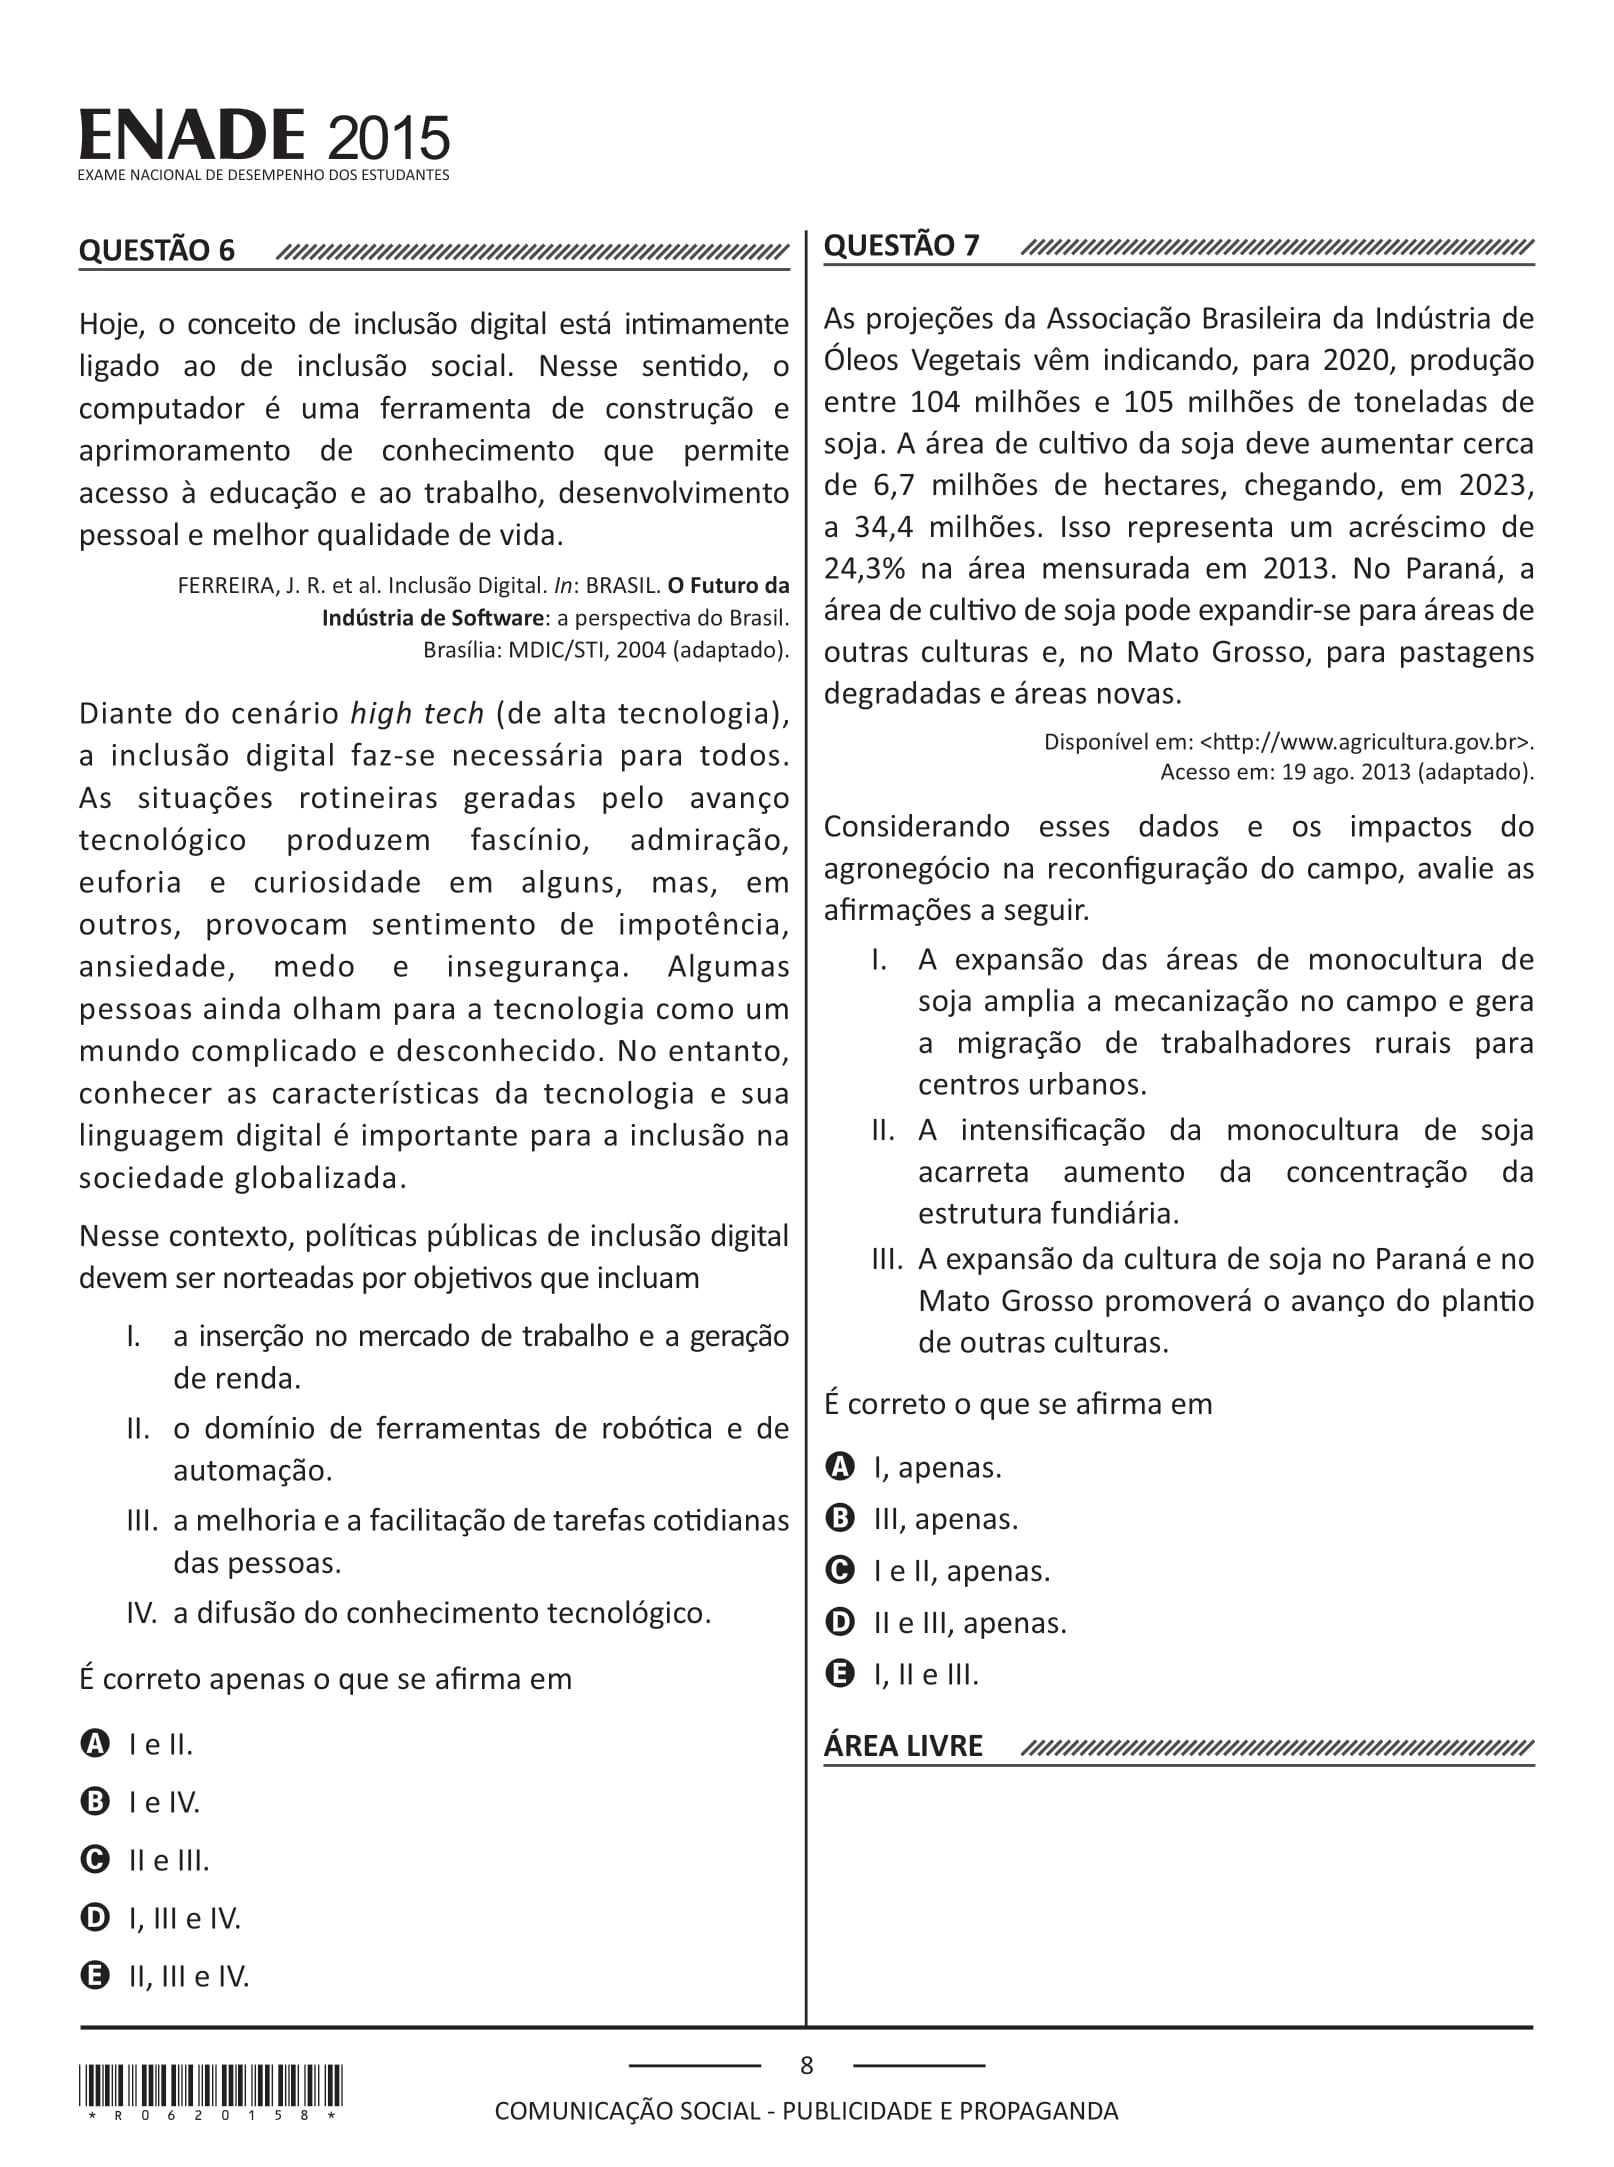 ENADE 2015
EXAME NACIONAL DE DESEMPENHO DOS ESTUDANTES
QUESTÃO 6
Hoje, o conceito de inclusão digital está intimamente
ligado ao de inclusão social. Nesse sentido, o
computador é uma ferramenta de construção e
aprimoramento de conhecimento que permite
acesso à educação e ao trabalho, desenvolvimento
pessoal e melhor qualidade de vida.
FERREIRA, J. R. et al. Inclusão Digital. In: BRASIL. O Futuro da
Indústria de Software: a perspectiva do Brasil.
Brasília: MDIC/STI, 2004 (adaptado).
Diante do cenário high tech (de alta tecnologia),
a inclusão digital faz-se necessária para todos.
As situações rotineiras geradas pelo avanço
tecnológico produzem fascínio, admiração,
euforia e curiosidade em alguns, mas, em
outros, provocam sentimento de impotência,
ansiedade, medo e insegurança. Algumas
pessoas ainda olham para a tecnologia como um
mundo complicado e desconhecido. No entanto,
conhecer as características da tecnologia e sua
linguagem digital é importante para a inclusão na
sociedade globalizada.
Nesse contexto, políticas públicas de inclusão digital
devem ser norteadas por objetivos que incluam
I. a inserção no mercado de trabalho e a geração
de renda.
II. o domínio de ferramentas de robótica e de
automação.
III. a melhoria e a facilitação de tarefas cotidianas
das pessoas.
IV. a difusão do conhecimento tecnológico.
É correto apenas o que se afirma em
A I e II.
B I e IV.
C II e III.
D I, III e IV.
E II, III e IV.
QUESTÃO 7
As projeções da Associação Brasileira da Indústria de
Óleos Vegetais vêm indicando, para 2020, produção
entre 104 milhões e 105 milhões de toneladas de
soja. A área de cultivo da soja deve aumentar cerca
de 6,7 milhões de hectares, chegando, em 2023,
a 34,4 milhões. Isso representa um acréscimo de
24,3% na área mensurada em 2013. No Paraná, a
área de cultivo de soja pode expandir-se para áreas de
outras culturas e, no Mato Grosso, para pastagens
degradadas e áreas novas.
Disponível em: <http://www.agricultura.gov.br>.
Acesso em: 19 ago. 2013 (adaptado).
Considerando esses dados e os impactos do
agronegócio na reconfiguração do campo, avalie as
afirmações a seguir.
I. A expansão das áreas de monocultura de
soja amplia a mecanização no campo e gera
a migração de trabalhadores rurais para
centros urbanos.
II. A intensificação da monocultura de soja
acarreta aumento da concentração da
estrutura fundiária.
III. A expansão da cultura de soja no Paraná e no
Mato Grosso promoverá o avanço do plantio
de outras culturas.
É correto o que se afirma em
A I, apenas.
B III, apenas.
C I e II, apenas.
D II e III, apenas.
E I, II e III.
ÁREA LIVRE
8
COMUNICAÇÃO SOCIAL - PUBLICIDADE E PROPAGANDA
*R0620158*